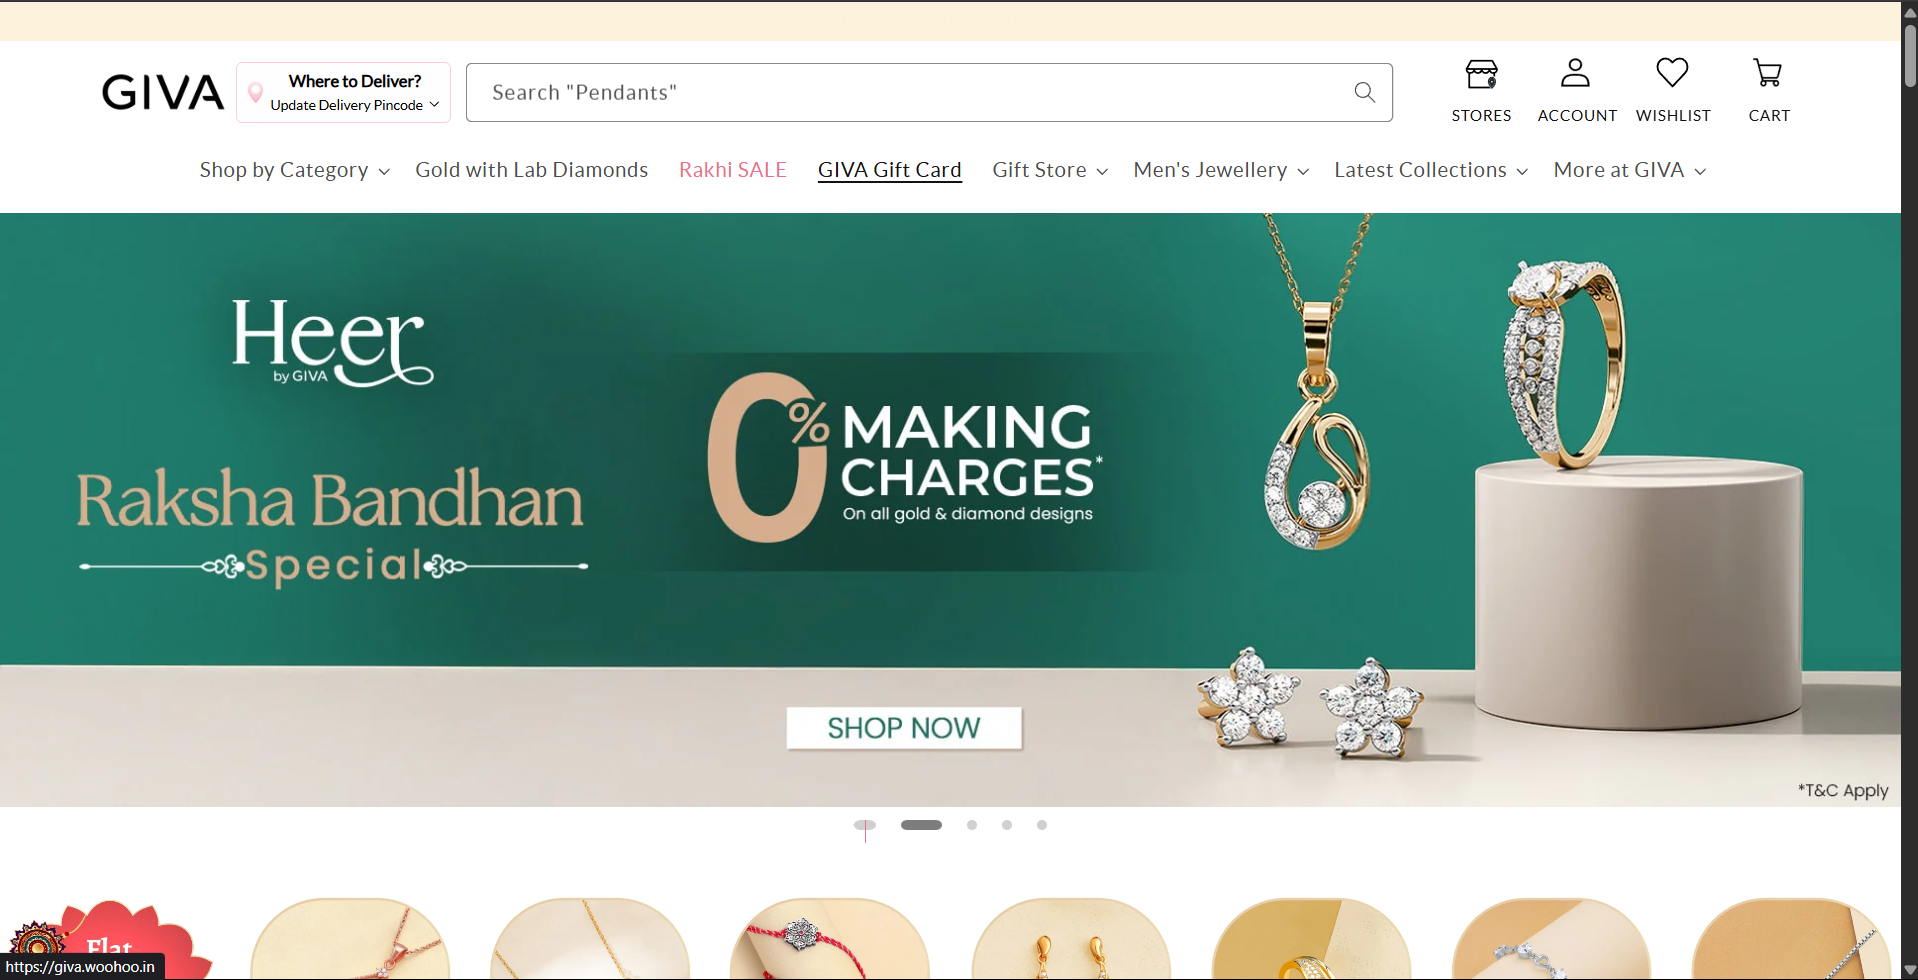 GIVA
Where to Deliver?
Update Delivery Pincode
Search "Pendants"
STORES
ACCOUNT
WISHLIST
CART
Shop by Category
Gold with Lab Diamonds
Rakhi SALE
GIVA Gift Card
Gift Store
Men's Jewellery
Latest Collections
More at GIVA
Heer
by GIVA
Raksha Bandhan
Special
0% MAKING
CHARGES*
On all gold & diamond designs
SHOP NOW
*T&C Apply
Flat
https://giva.woohoo.in